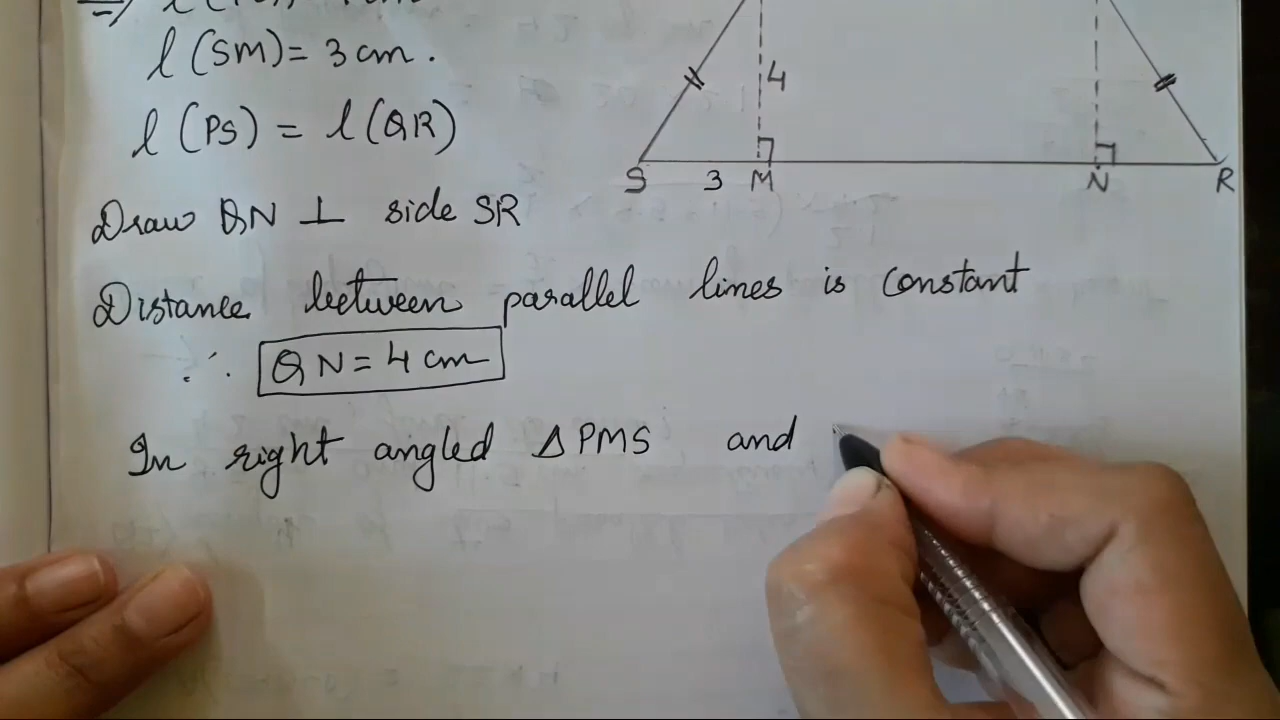 l (SM) = 3 cm.
l (PS) = l (QR)
Draw QN ⊥ side SR
Distance between parallel lines is constant
∴ QN = 4 cm
In right angled Δ PMS and
4
S 3 M N R